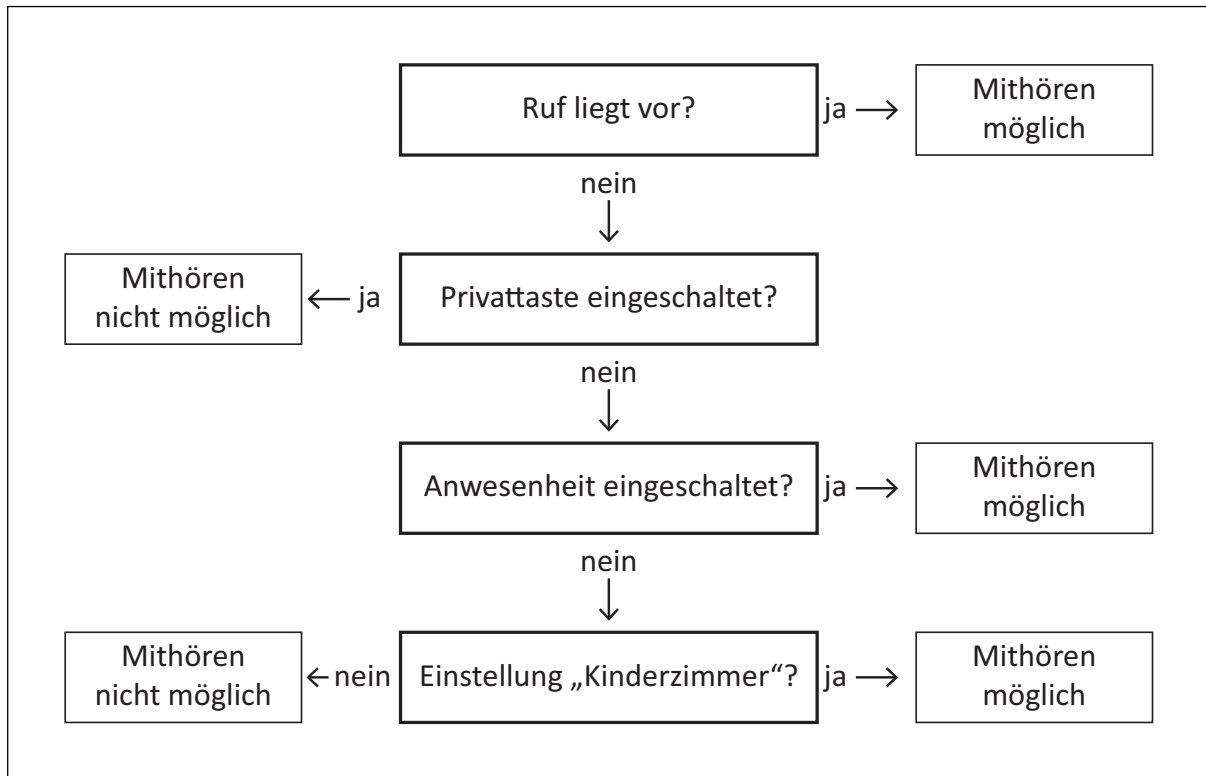 Ruf liegt vor?
ja
Mithören
möglich
nein
Mithören
nicht möglich
ja
Privattaste eingeschaltet?
nein
Anwesenheit eingeschaltet?
ja
Mithören
möglich
nein
Mithören
nicht möglich
nein
Einstellung „Kinderzimmer“?
ja
Mithören
möglich